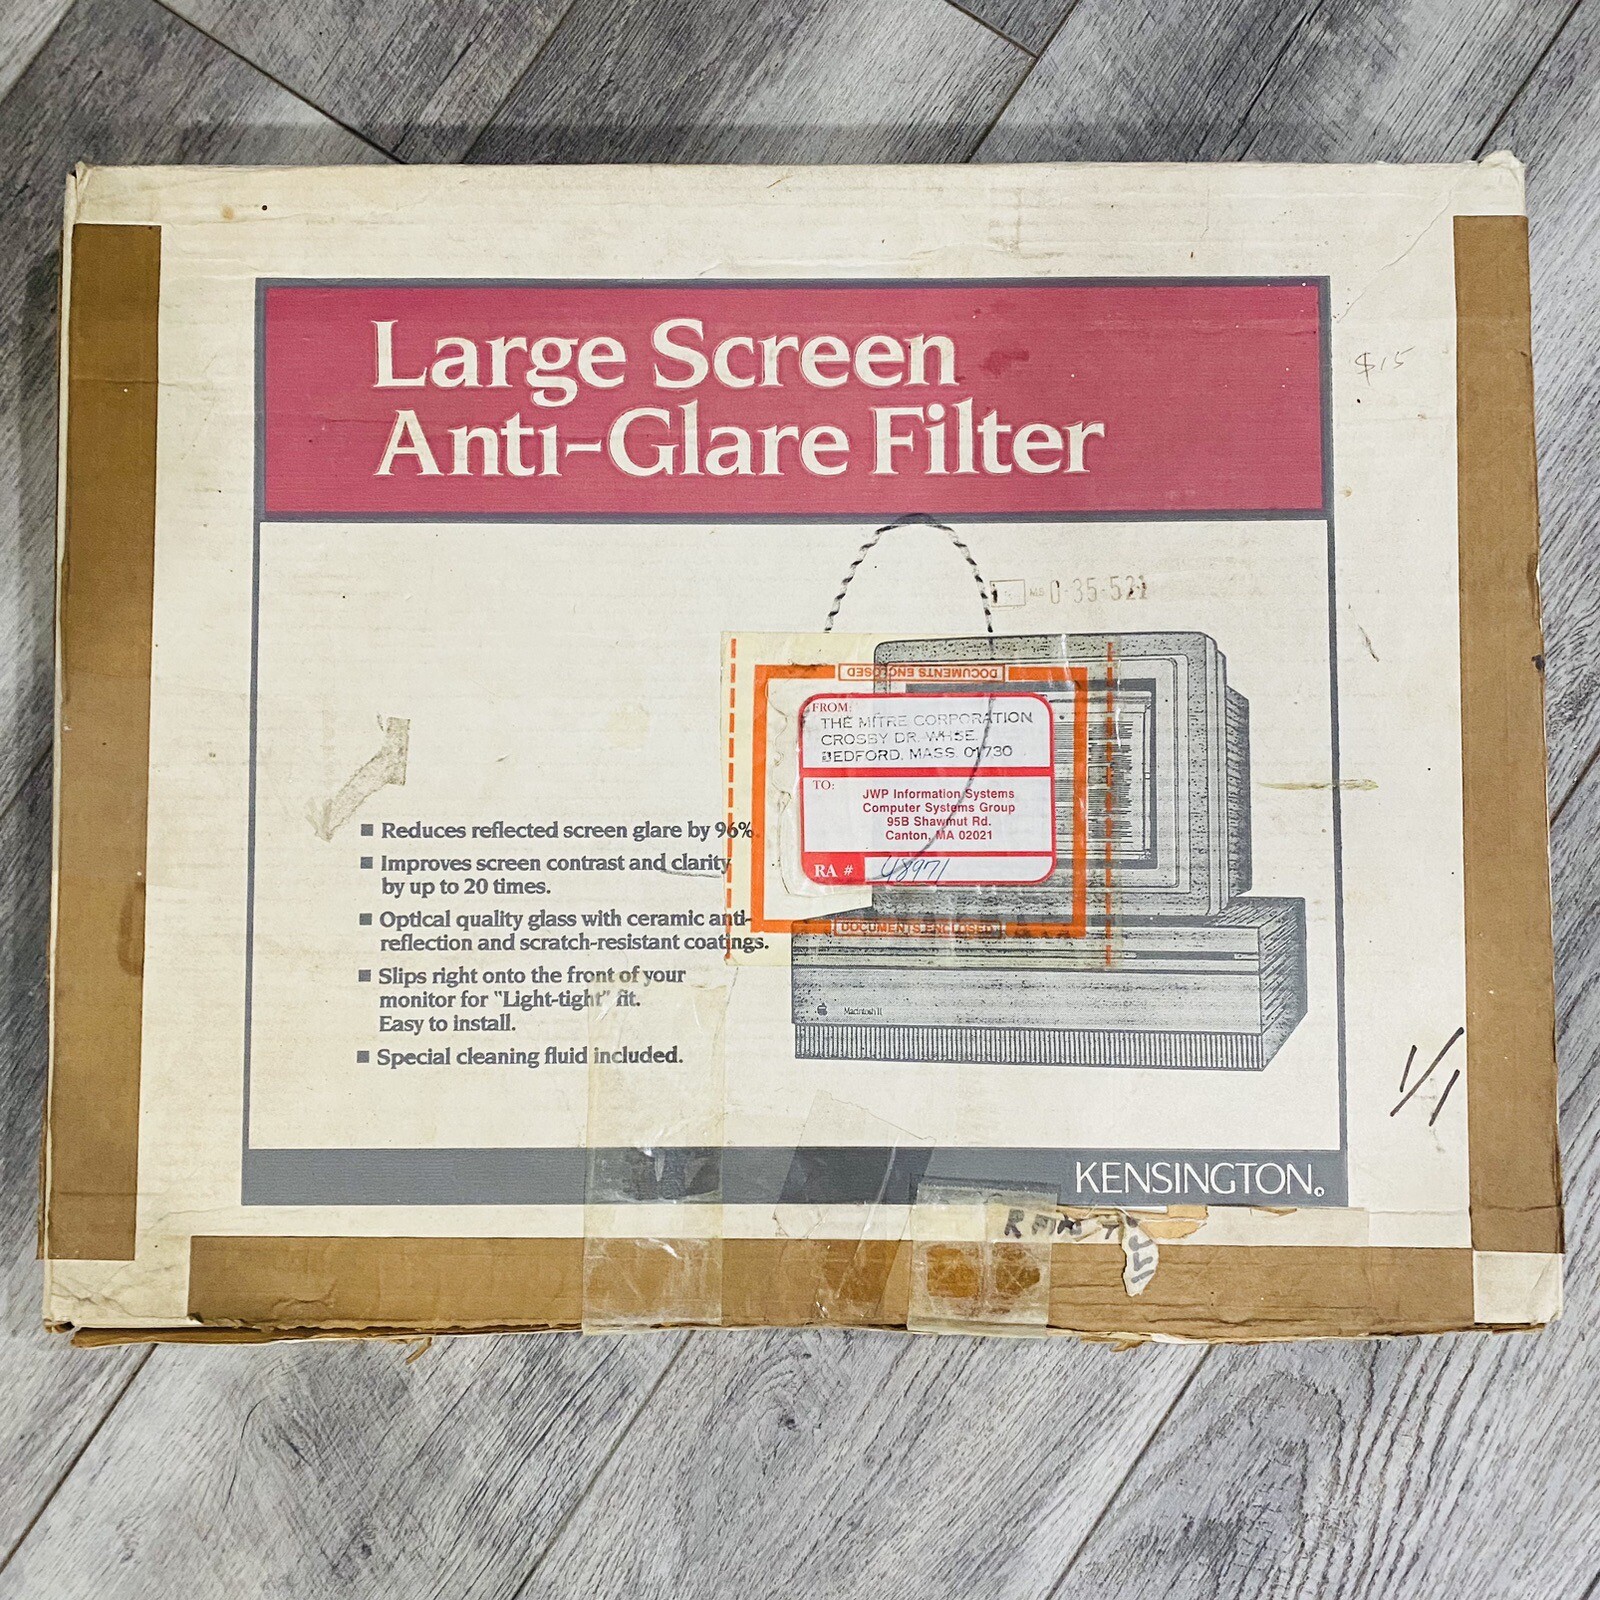 Large Screen
Anti-Glare Filter
$15
0-35-521
DOCUMENTS ENCLOSED
FROM:
THE MITRE CORPORATION
CROSBY DR. WHSE.
BEDFORD, MASS. 01730
TO:
JWP Information Systems
Computer Systems Group
95B Shawmut Rd.
Canton, MA 02021
RA # 48971
DOCUMENTS ENCLOSED
■ Reduces reflected screen glare by 96%.
■ Improves screen contrast and clarity
by up to 20 times.
■ Optical quality glass with ceramic anti-
reflection and scratch-resistant coatings.
■ Slips right onto the front of your
monitor for "Light-tight" fit.
Easy to install.
■ Special cleaning fluid included.
Macintosh II
1/1
KENSINGTON®